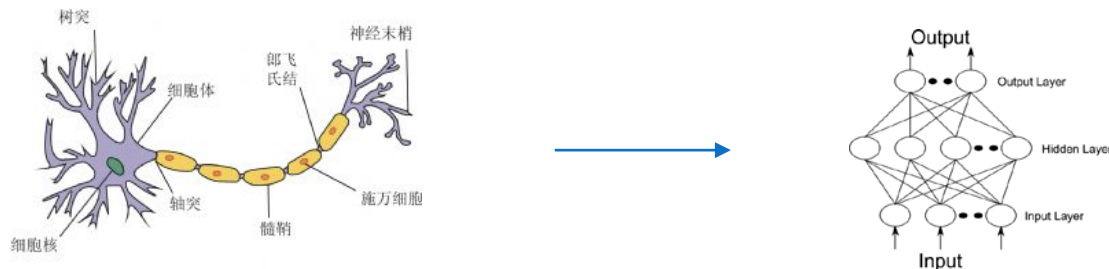 树突
神经末梢
郎飞
氏结
细胞体
轴突
施万细胞
髓鞘
细胞核
Output
Output Layer
Hidden Layer
Input Layer
Input